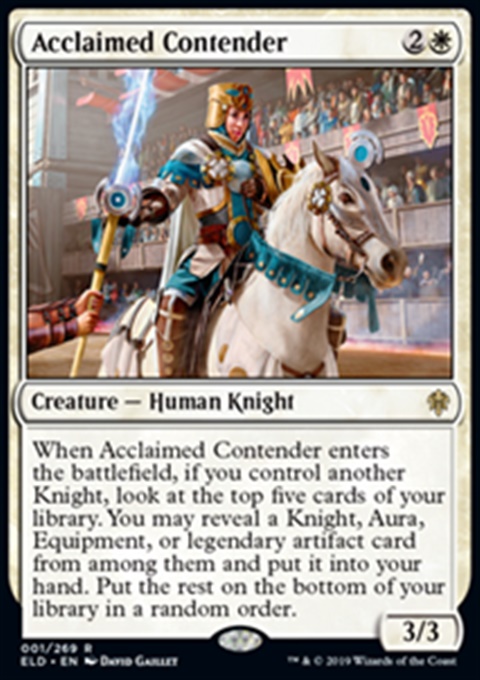 Acclaimed Contender 2
Creature — Human Knight
When Acclaimed Contender enters
the battlefield, if you control another
Knight, look at the top five cards of your
library. You may reveal a Knight, Aura,
Equipment, or legendary artifact card
from among them and put it into your
hand. Put the rest on the bottom of your
library in a random order.
3/3
001/269 R
ELD • EN David Gaillet
™ & © 2019 Wizards of the Coast